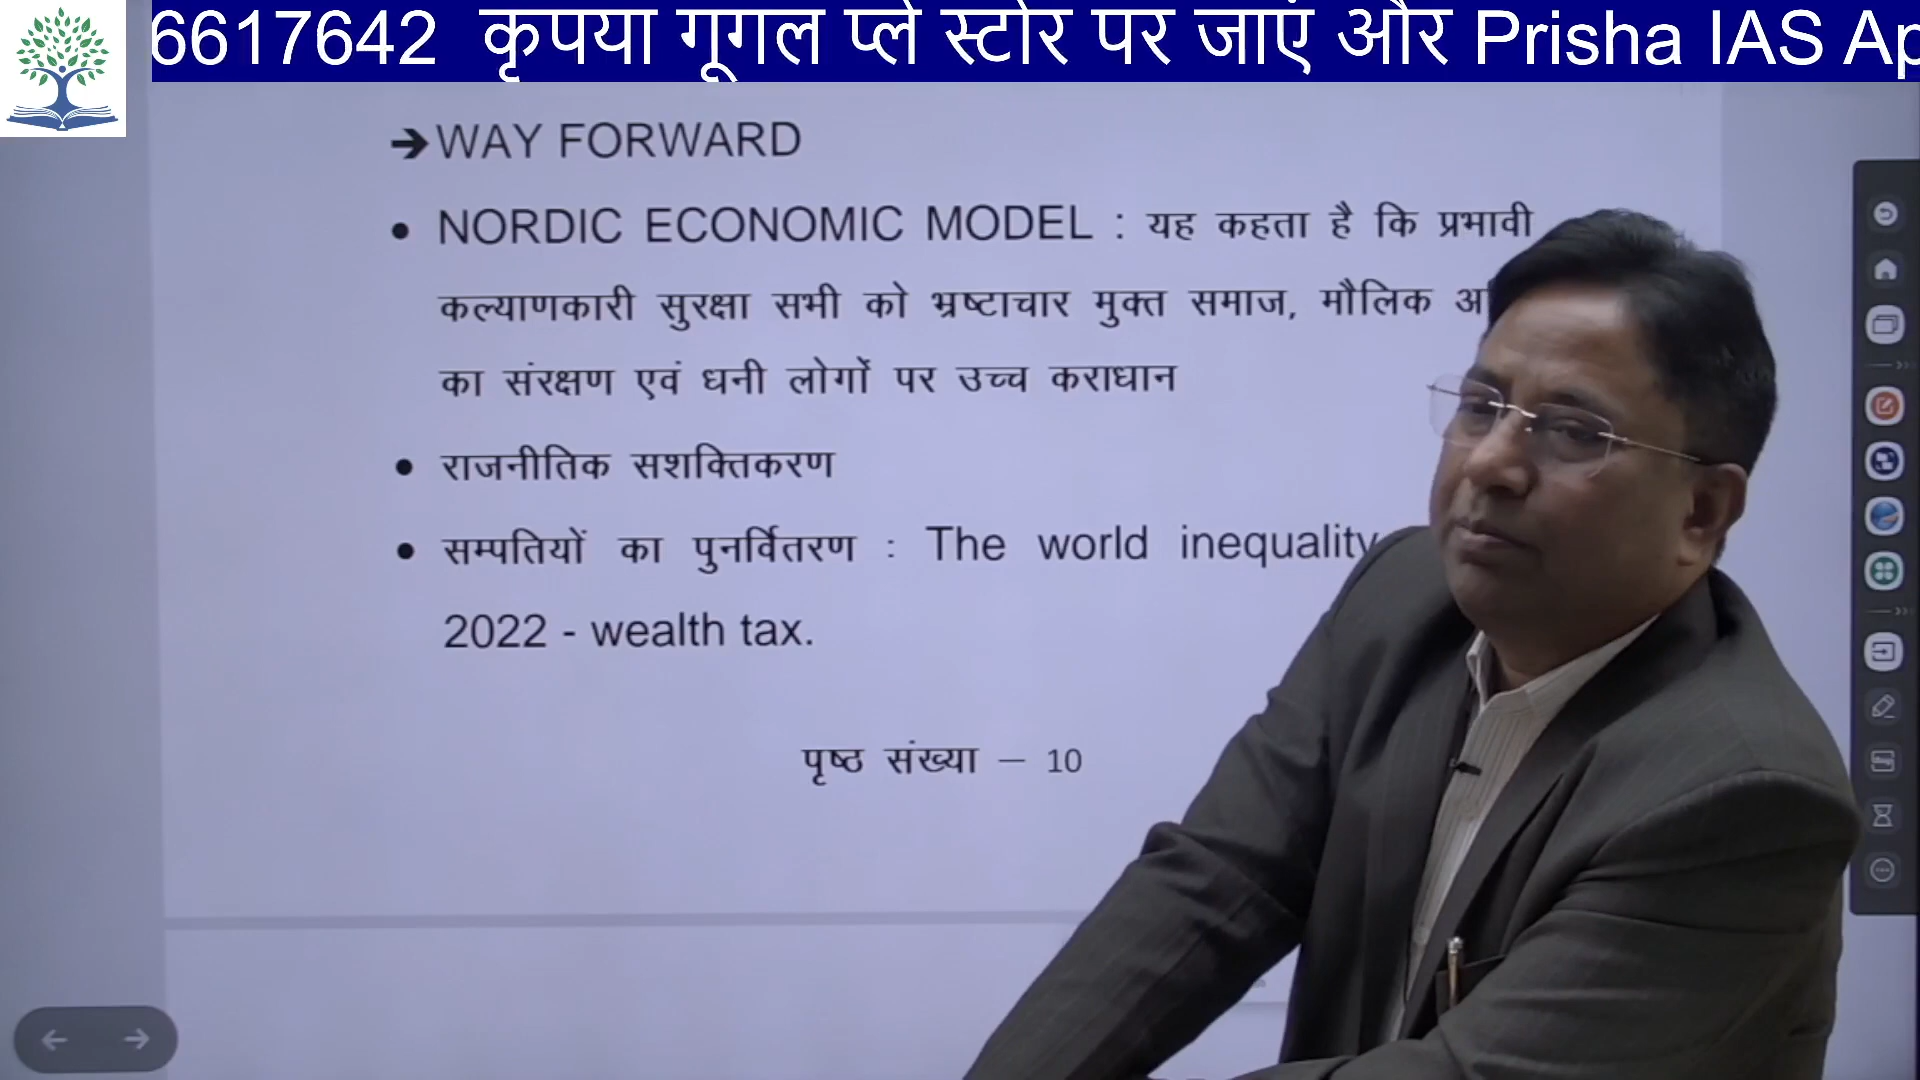 6617642 कृपया गूगल प्ले स्टोर पर जाएं और Prisha IAS
WAY FORWARD
• NORDIC ECONOMIC MODEL : यह कहता है कि प्रभावी
कल्याणकारी सुरक्षा सभी को भ्रष्टाचार मुक्त समाज, मौलिक
का संरक्षण एवं धनी लोगों पर उच्च कराधान
• राजनीतिक सशक्तिकरण
• सम्पतियों का पुनर्वितरण : The world inequality
2022 - wealth tax.
पृष्ठ संख्या – 10